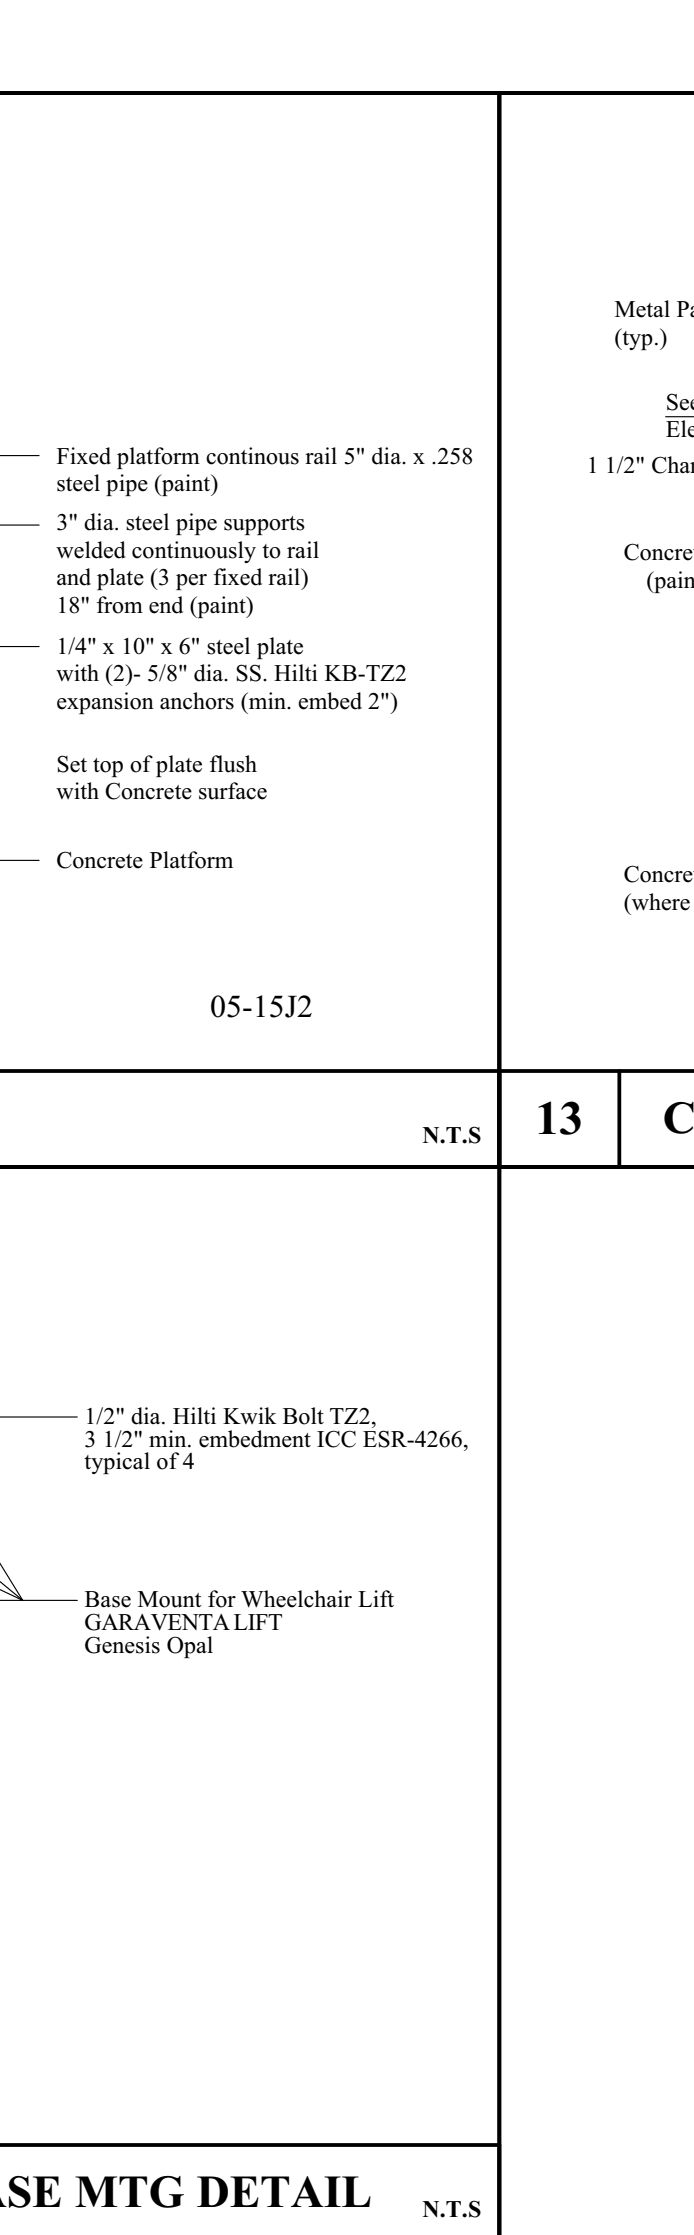 Fixed platform continous rail 5" dia. x .258
steel pipe (paint)
3" dia. steel pipe supports
welded continuously to rail
and plate (3 per fixed rail)
18" from end (paint)
1/4" x 10" x 6" steel plate
with (2)- 5/8" dia. SS. Hilti KB-TZ2
expansion anchors (min. embed 2")
Set top of plate flush
with Concrete surface
Concrete Platform
05-15J2
N.T.S
Metal
(typ.)
1 1/2"
(where
13
1/2" dia. Hilti Kwik Bolt TZ2,
3 1/2" min. embedment ICC ESR-4266,
typical of 4
Base Mount for Wheelchair Lift
GARAVENTA LIFT
Genesis Opal
MTG DETAIL
N.T.S